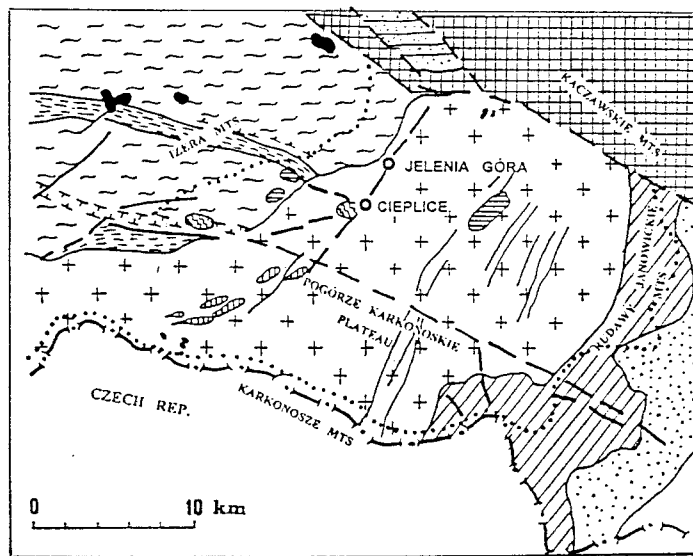 KACZAWSKIE MTS
IZERA MTS
JELENIA GÓRA
CIEPLICE
RUDAWY JANOWICKIE
MTS
POGÓRZE KARKONOSKIE
PLATEAU
CZECH REP.
KARKONOSZE MTS
0 10 km